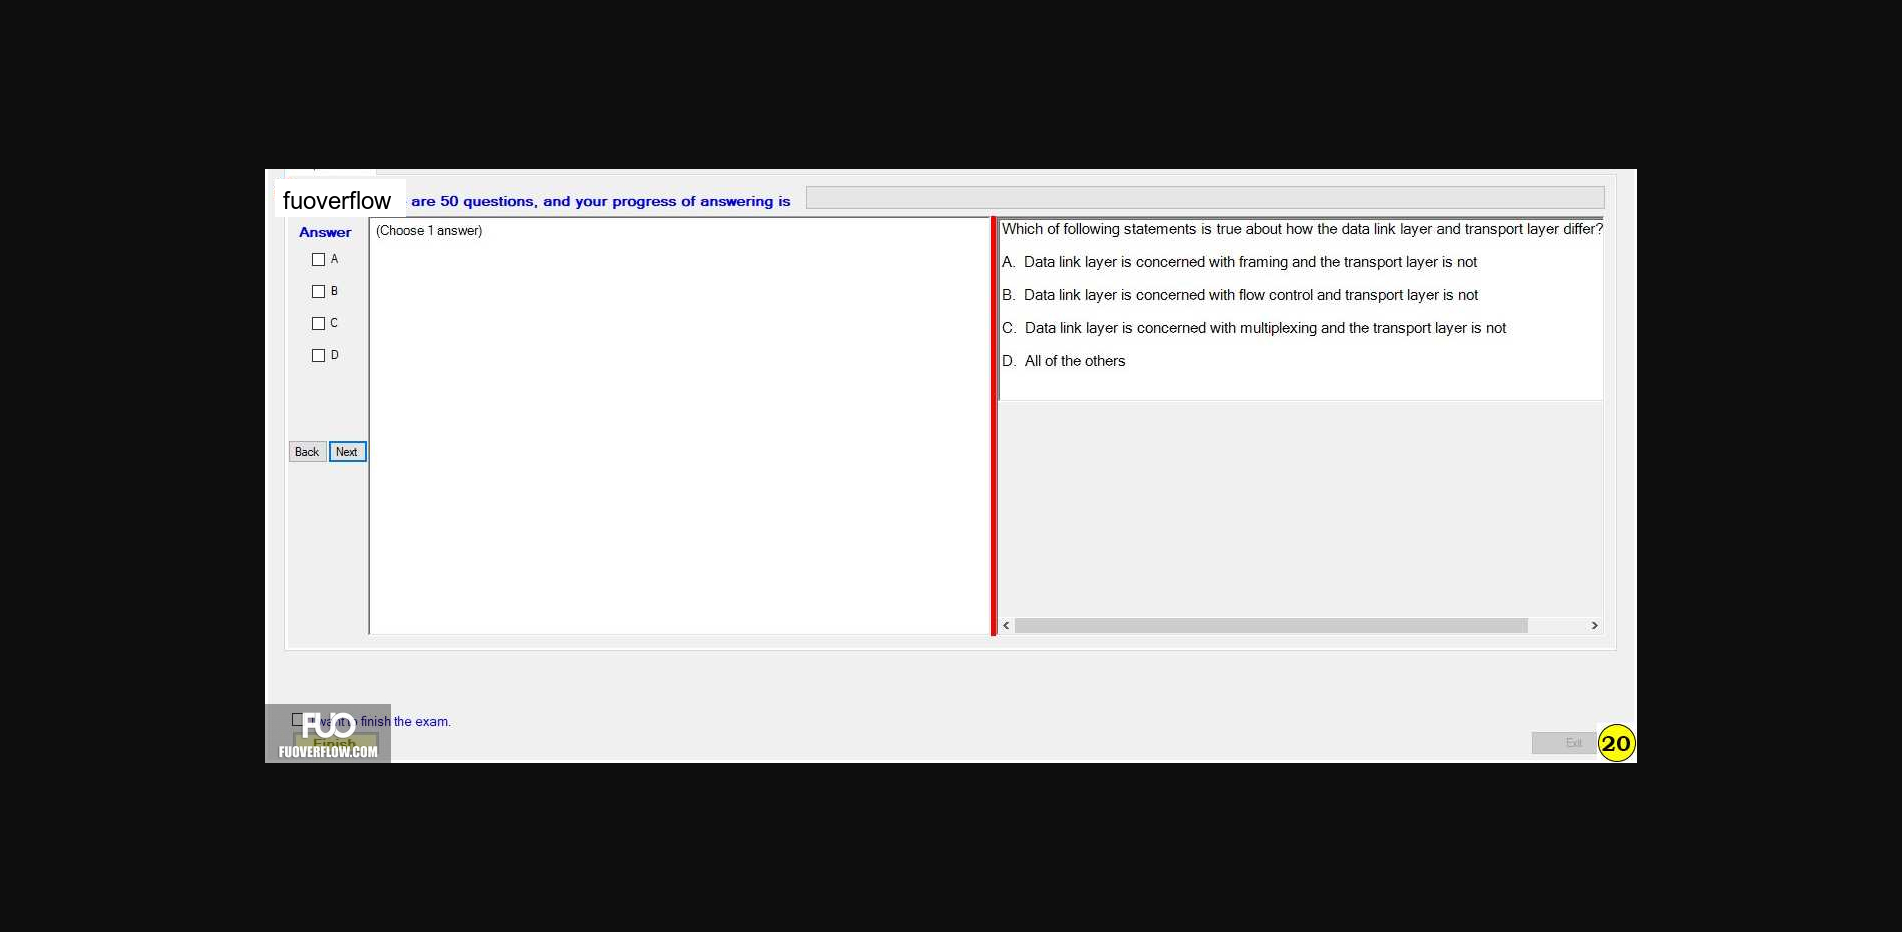 fuoverflow are 50 questions, and your progress of answering is
Answer
A
B
C
D
Back Next
(Choose 1 answer)
Which of following statements is true about how the data link layer and transport layer differ?
A. Data link layer is concerned with framing and the transport layer is not
B. Data link layer is concerned with flow control and transport layer is not
C. Data link layer is concerned with multiplexing and the transport layer is not
D. All of the others
I want to finish the exam.
FUO
Finish
FUOVERFLOW.COM
Exit
20